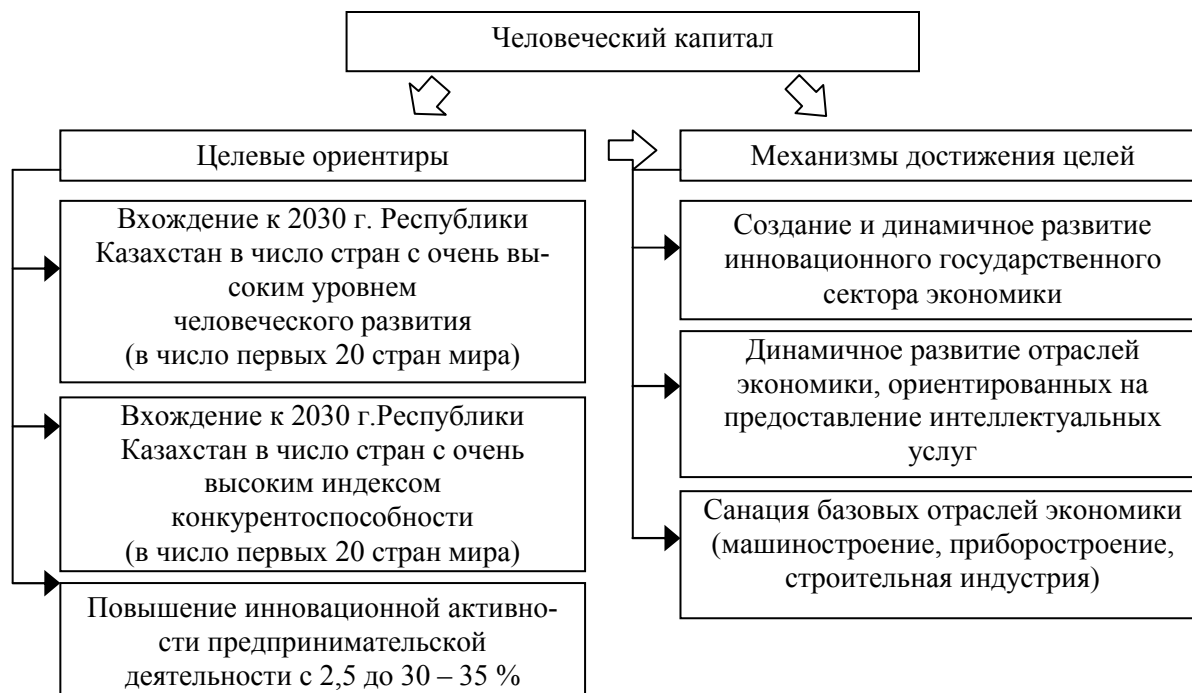 Человеческий капитал
Целевые ориентиры
Вхождение к 2030 г. Республики
Казахстан в число стран с очень вы-
соким уровнем
человеческого развития
(в число первых 20 стран мира)
Вхождение к 2030 г.Республики
Казахстан в число стран с очень
высоким индексом
конкурентоспособности
(в число первых 20 стран мира)
Повышение инновационной активно-
сти предпринимательской
деятельности с 2,5 до 30 – 35 %
Механизмы достижения целей
Создание и динамичное развитие
инновационного государственного
сектора экономики
Динамичное развитие отраслей
экономики, ориентированных на
предоставление интеллектуальных
услуг
Санация базовых отраслей экономики
(машиностроение, приборостроение,
строительная индустрия)